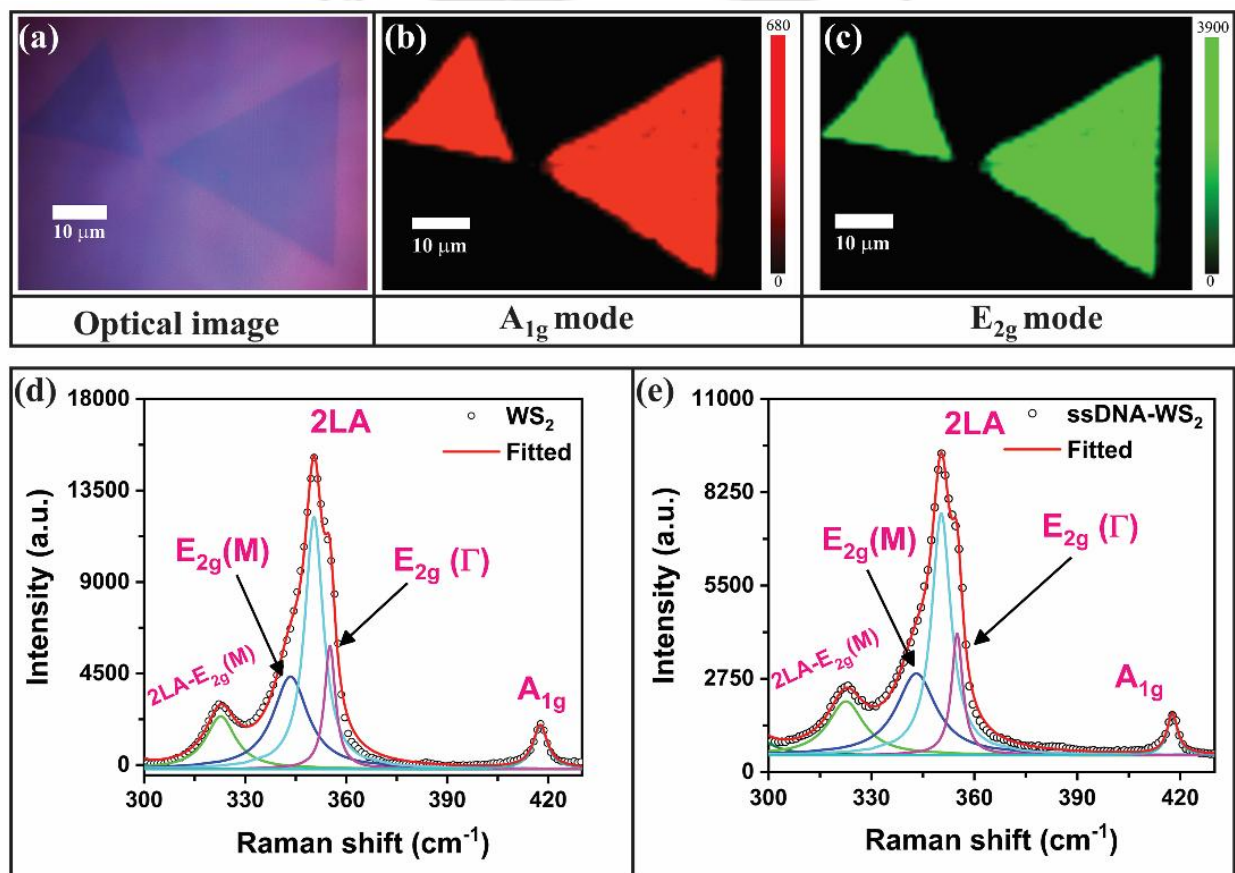 (a)
10 μm
(b)
680
0
10 μm
(c)
3900
0
10 μm
Optical image
A₁g mode
E₂g mode
(d)
18000
13500
9000
4500
0
300
330
360
390
420
Intensity (a.u.)
Raman shift (cm⁻¹)
WS₂
Fitted
2LA
E₂g(M)
E₂g (Γ)
2LA-E₂g(M)
A₁g
(e)
11000
8250
5500
2750
0
300
330
360
390
420
Intensity (a.u.)
Raman shift (cm⁻¹)
ssDNA-WS₂
Fitted
2LA
E₂g(M)
E₂g (Γ)
2LA-E₂g(M)
A₁g